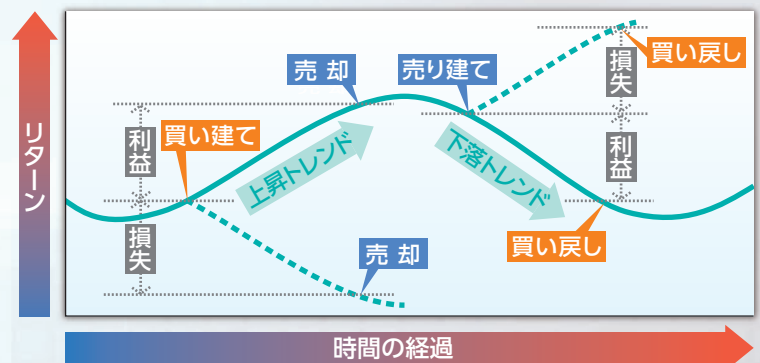 リターン
売 却
売り建て
買い戻し
損失
利益
買い建て
上昇トレンド
下落トレンド
利益
損失
売 却
買い戻し
時間の経過